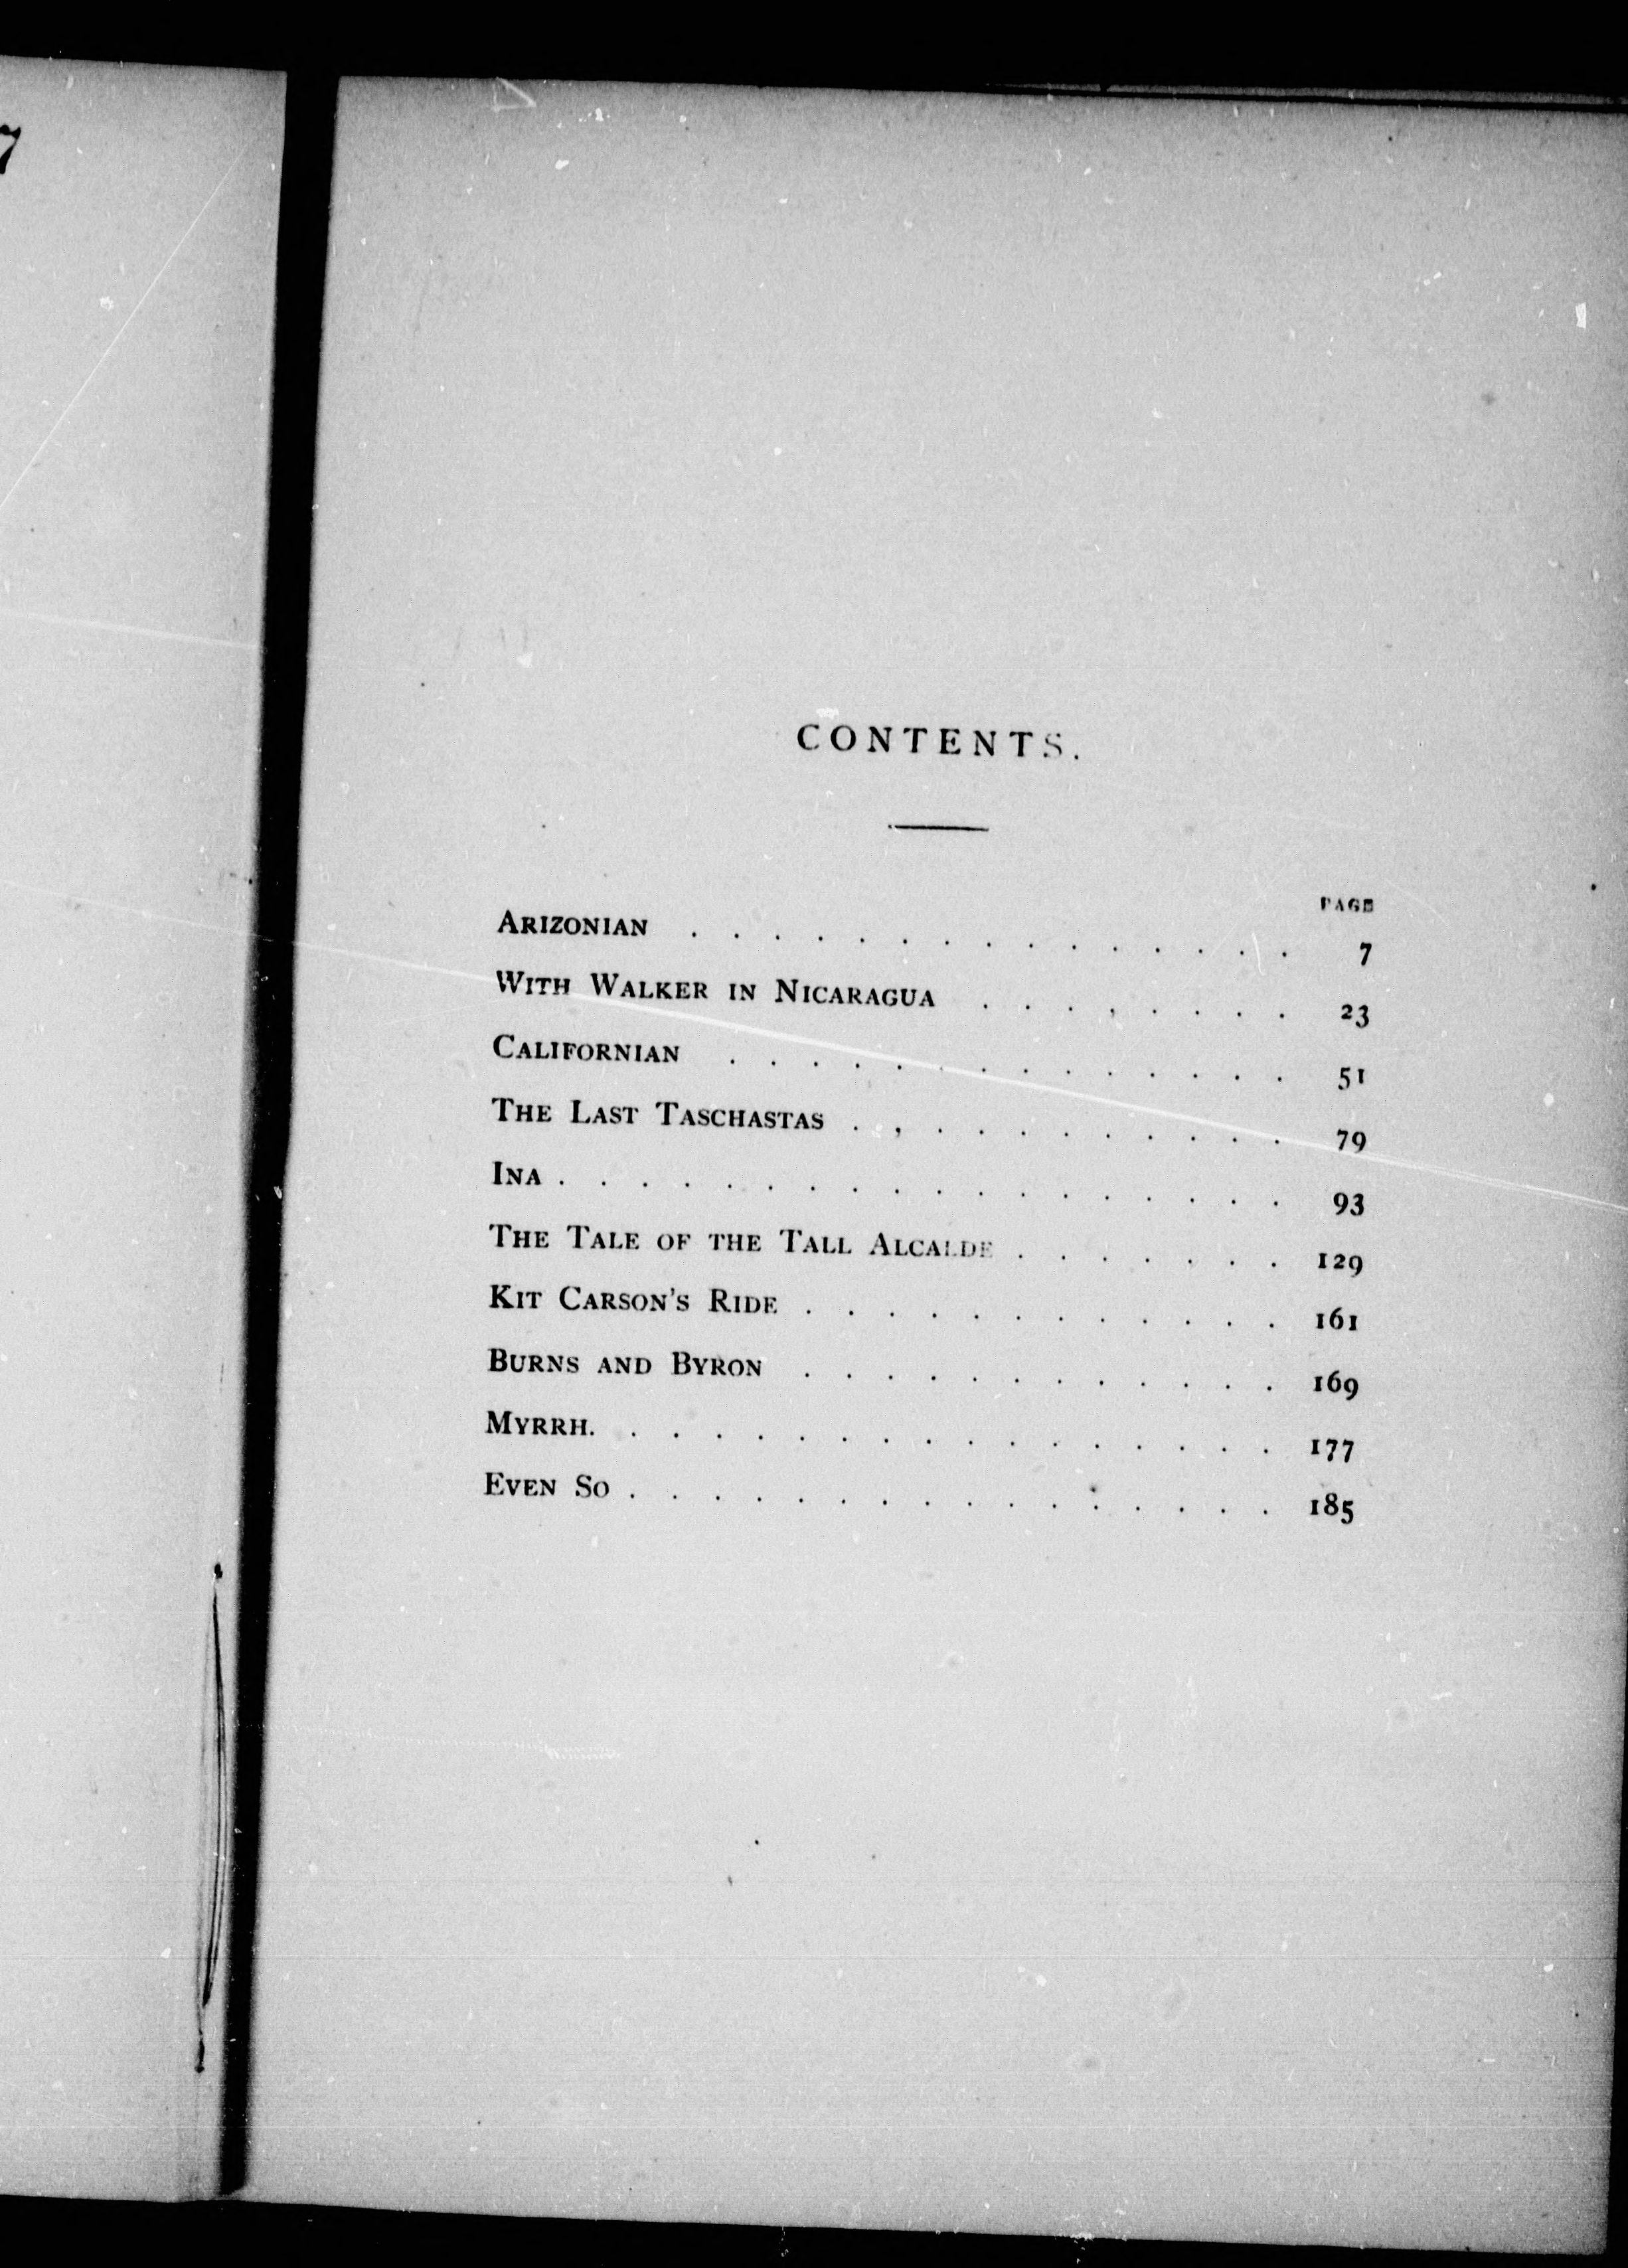 7
CONTENTS.
PAGE
ARIZONIAN . . . . . . . . . . . . . . . 7
WITH WALKER IN NICARAGUA . . . . . . . . 23
CALIFORNIAN . . . . . . . . . . . . . . 51
THE LAST TASCHASTAS . . . . . . . . . . . 79
INA . . . . . . . . . . . . . . . . . . 93
THE TALE OF THE TALL ALCALDE . . . . . . . 129
KIT CARSON'S RIDE . . . . . . . . . . . . 161
BURNS AND BYRON . . . . . . . . . . . . 169
MYRRH. . . . . . . . . . . . . . . . . 177
EVEN SO . . . . . . . . . . . . . . . . 185